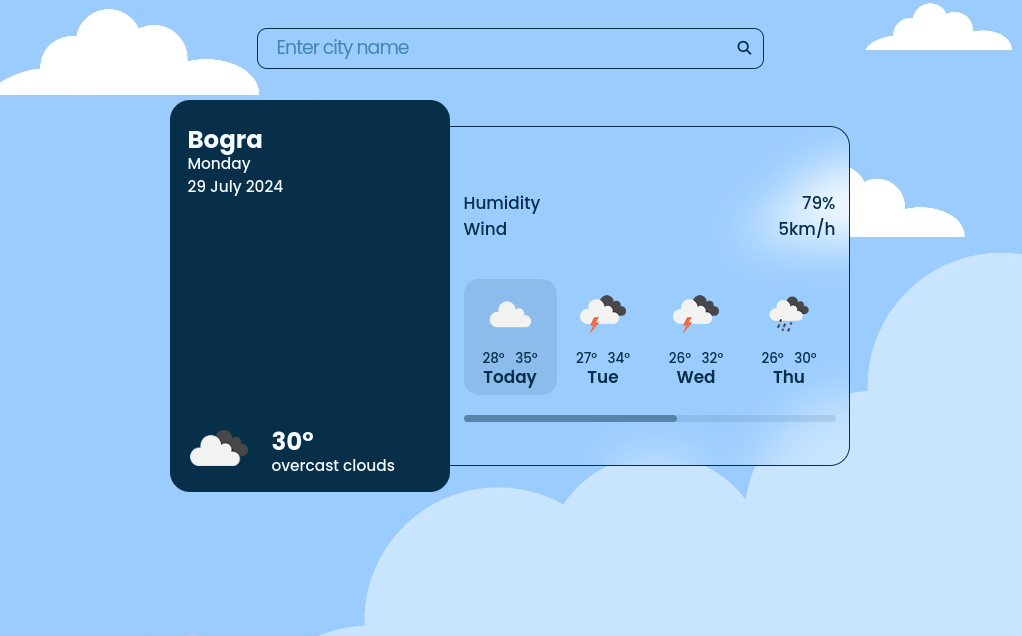 Enter city name
Bogra
Monday
29 July 2024
30°
overcast clouds
Humidity 79%
Wind 5km/h
28° 35° 27° 34° 26° 32° 26° 30°
Today Tue Wed Thu